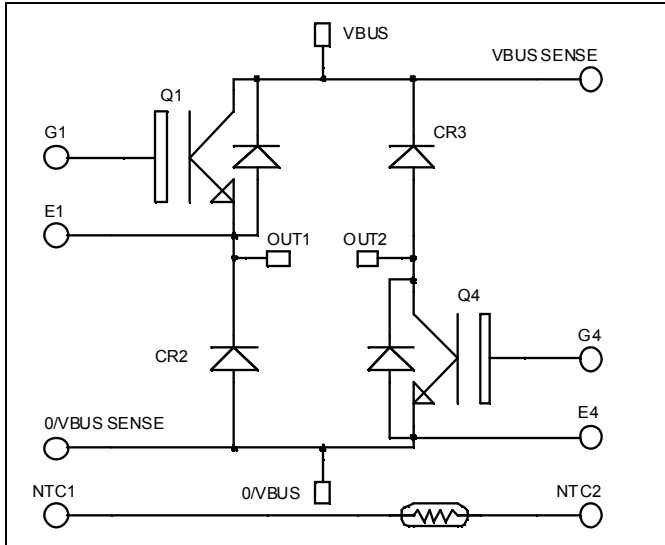 VBUS
VBUS SENSE
Q1
G1
CR3
E1
OUT1
OUT2
Q4
G4
CR2
E4
0/VBUS SENSE
0/VBUS
NTC1
NTC2